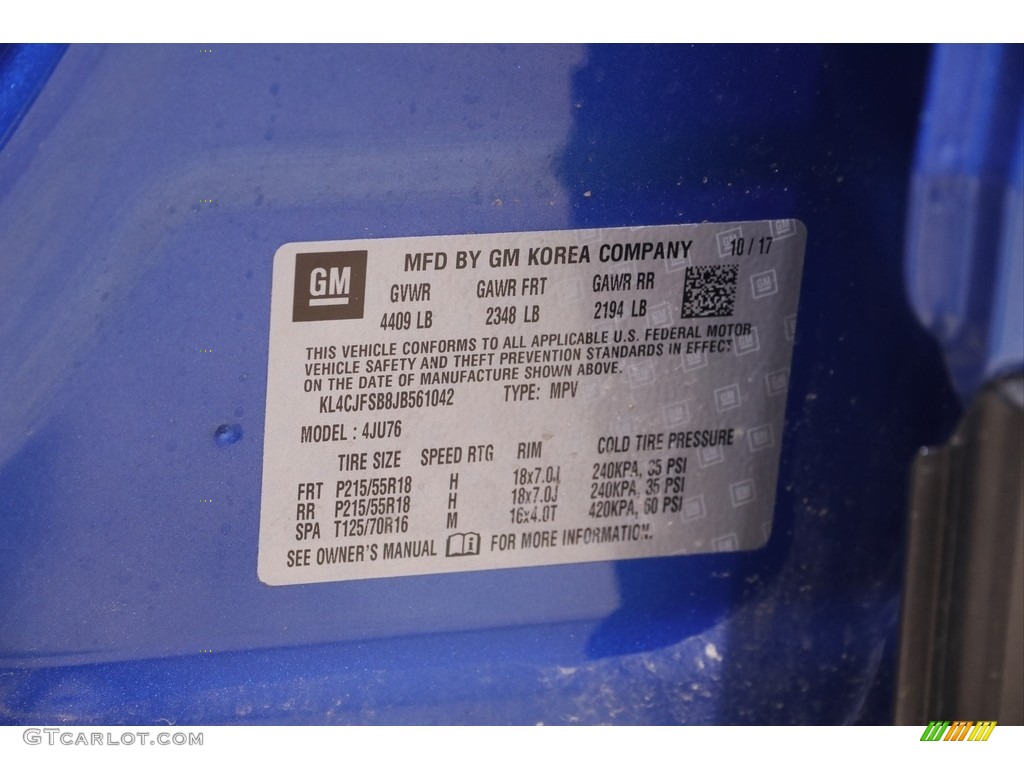 GM MFD BY GM KOREA COMPANY 10/17
GVWR GAWR FRT GAWR RR
4409 LB 2348 LB 2194 LB
THIS VEHICLE CONFORMS TO ALL APPLICABLE U.S. FEDERAL MOTOR
VEHICLE SAFETY AND THEFT PREVENTION STANDARDS IN EFFECT
ON THE DATE OF MANUFACTURE SHOWN ABOVE.
KL4CJFSB8JB561042 TYPE: MPV
MODEL : 4JU76
TIRE SIZE SPEED RTG RIM COLD TIRE PRESSURE
FRT P215/55R18 H 18x7.0J 240KPA, 35 PSI
RR P215/55R18 H 18x7.0J 240KPA, 35 PSI
SPA T125/70R16 M 16x4.0T 420KPA, 60 PSI
SEE OWNER'S MANUAL FOR MORE INFORMATION.
GTcarlot.com